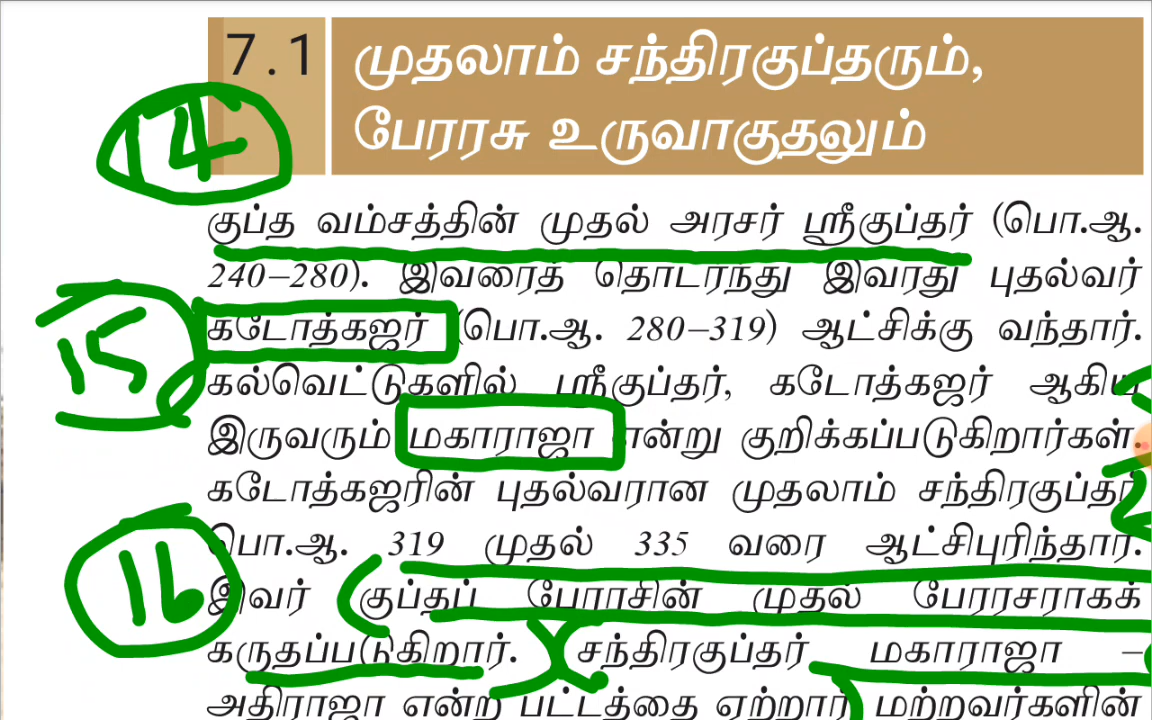 7.1 முதலாம் சந்திரகுப்தரும்,
பேரரசு உருவாகுதலும்
14
குப்த வம்சத்தின் முதல் அரசர் ஸ்ரீகுப்தர் (பொ.ஆ.
240–280). இவரைத் தொடர்ந்து இவரது புதல்வர்
15
கடோத்கஜர் (பொ.ஆ. 280–319) ஆட்சிக்கு வந்தார்.
கல்வெட்டுகளில் ஸ்ரீகுப்தர், கடோத்கஜர் ஆகிய
இருவரும் மகாராஜா என்று குறிக்கப்படுகிறார்கள்.
கடோத்கஜரின் புதல்வரான முதலாம் சந்திரகுப்தர்
பொ.ஆ. 319 முதல் 335 வரை ஆட்சிபுரிந்தார்.
16
இவர் குப்தப் பேரரசின் முதல் பேரரசராகக்
கருதப்படுகிறார். சந்திரகுப்தர் மகாராஜா –
அதிராஜா என்ற பட்டத்தை ஏற்றார் மற்றவர்களின்